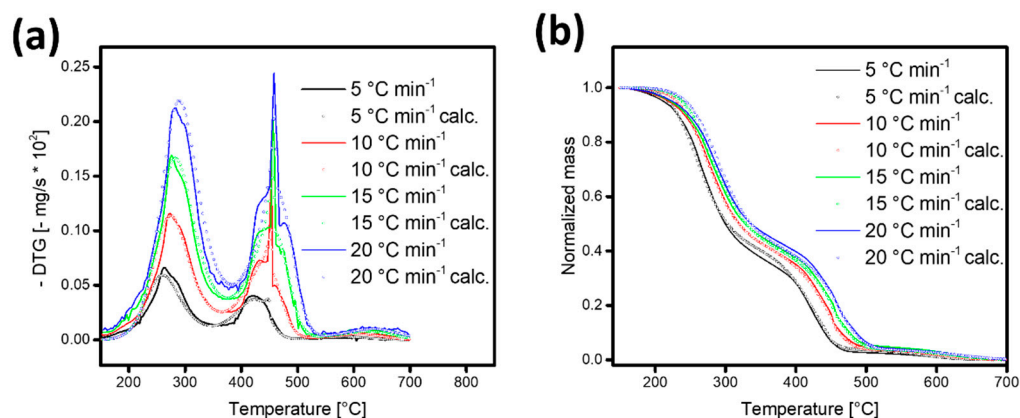 (a)
- DTG [- mg/s * 10²]
0.25
0.20
0.15
0.10
0.05
0.00
200 300 400 500 600 700 800
Temperature [°C]
5 °C min⁻¹
5 °C min⁻¹ calc.
10 °C min⁻¹
10 °C min⁻¹ calc.
15 °C min⁻¹
15 °C min⁻¹ calc.
20 °C min⁻¹
20 °C min⁻¹ calc.
(b)
Normalized mass
1.0
0.8
0.6
0.4
0.2
0.0
200 300 400 500 600 700
Temperature [°C]
5 °C min⁻¹
5 °C min⁻¹ calc.
10 °C min⁻¹
10 °C min⁻¹ calc.
15 °C min⁻¹
15 °C min⁻¹ calc.
20 °C min⁻¹
20 °C min⁻¹ calc.